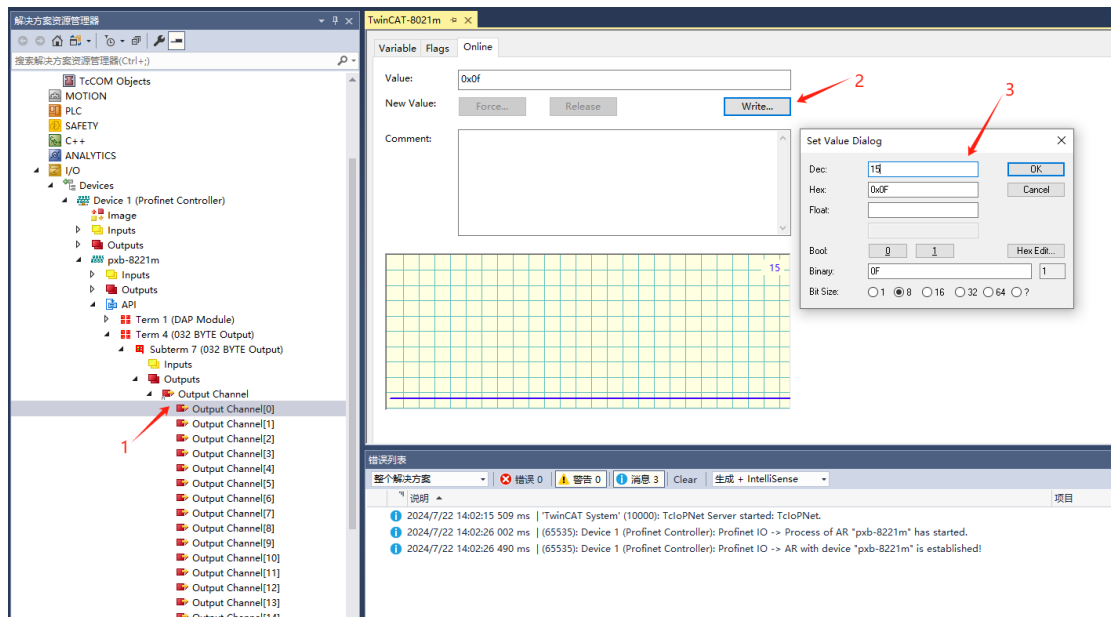 解决方案资源管理器
搜索解决方案资源管理器(Ctrl+;)
TcCOM Objects
MOTION
PLC
SAFETY
C++
ANALYTICS
I/O
Devices
Device 1 (Profinet Controller)
Image
Inputs
Outputs
pxb-8221m
Inputs
Outputs
API
Term 1 (DAP Module)
Term 4 (032 BYTE Output)
Subterm 7 (032 BYTE Output)
Inputs
Outputs
Output Channel
Output Channel[0]
Output Channel[1]
Output Channel[2]
Output Channel[3]
Output Channel[4]
Output Channel[5]
Output Channel[6]
Output Channel[7]
Output Channel[8]
Output Channel[9]
Output Channel[10]
Output Channel[11]
Output Channel[12]
Output Channel[13]
Output Channel[14]
1
TwinCAT-8021m
Variable Flags Online
Value: 0x0f
New Value: Force... Release Write...
Comment:
15
2
3
Set Value Dialog
Dec: 15 OK
Hex: 0x0F Cancel
Float:
Bool: 0 1 Hex Edit...
Binary: 0F 1
Bit Size: 1 8 16 32 64 ?
错误列表
整个解决方案 错误 0 警告 0 消息 3 Clear 生成 + IntelliSense
说明 项目
2024/7/22 14:02:15 509 ms | 'TwinCAT System' (10000): TcIoPNet Server started: TcIoPNet.
2024/7/22 14:02:26 002 ms | (65535): Device 1 (Profinet Controller): Profinet IO -> Process of AR "pxb-8221m" has started.
2024/7/22 14:02:26 490 ms | (65535): Device 1 (Profinet Controller): Profinet IO -> AR with device "pxb-8221m" is established!